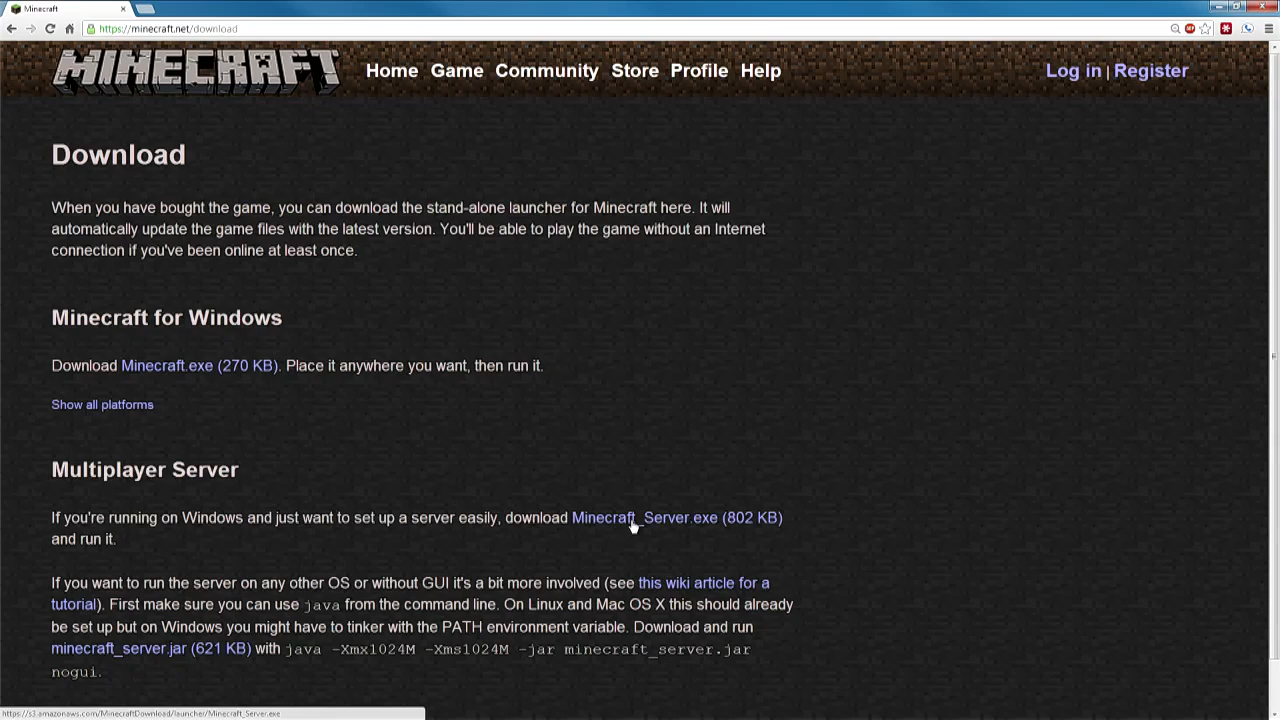 Minecraft
https://minecraft.net/download
MINECRAFT
Home Game Community Store Profile Help
Log in | Register
Download
When you have bought the game, you can download the stand-alone launcher for Minecraft here. It will
automatically update the game files with the latest version. You'll be able to play the game without an Internet
connection if you've been online at least once.
Minecraft for Windows
Download Minecraft.exe (270 KB). Place it anywhere you want, then run it.
Show all platforms
Multiplayer Server
If you're running on Windows and just want to set up a server easily, download Minecraft_Server.exe (802 KB)
and run it.
If you want to run the server on any other OS or without GUI it's a bit more involved (see this wiki article for a
tutorial). First make sure you can use java from the command line. On Linux and Mac OS X this should already
be set up but on Windows you might have to tinker with the PATH environment variable. Download and run
minecraft_server.jar (621 KB) with java -Xmx1024M -Xms1024M -jar minecraft_server.jar
nogui.
https://s3.amazonaws.com/MinecraftDownload/launcher/Minecraft_Server.exe